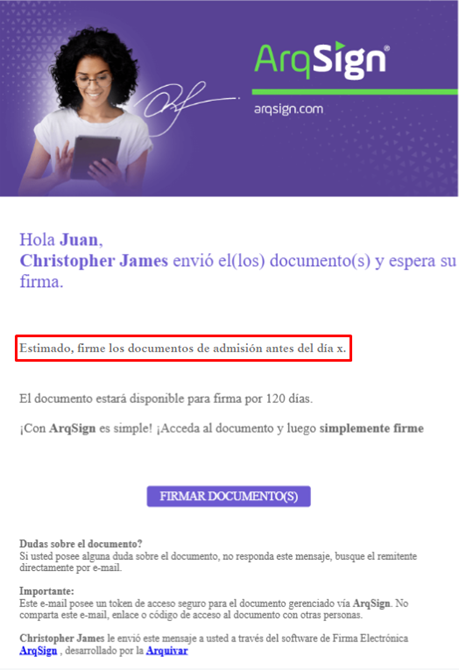 ArqSign®
arqsign.com
Hola Juan,
Christopher James envió el(los) documento(s) y espera su
firma.
Estimado, firme los documentos de admisión antes del día x.
El documento estará disponible para firma por 120 días.
¡Con ArqSign es simple! ¡Acceda al documento y luego simplemente firme
FIRMAR DOCUMENTO(S)
Dudas sobre el documento?
Si usted posee alguna duda sobre el documento, no responda este mensaje, busque el remitente
directamente por e-mail.
Importante:
Este e-mail posee un token de acceso seguro para el documento gerenciado vía ArqSign. No
comparta este e-mail, enlace o código de acceso al documento con otras personas.
Christopher James le envió este mensaje a usted a través del software de Firma Electrónica
ArqSign , desarrollado por la Arquivar